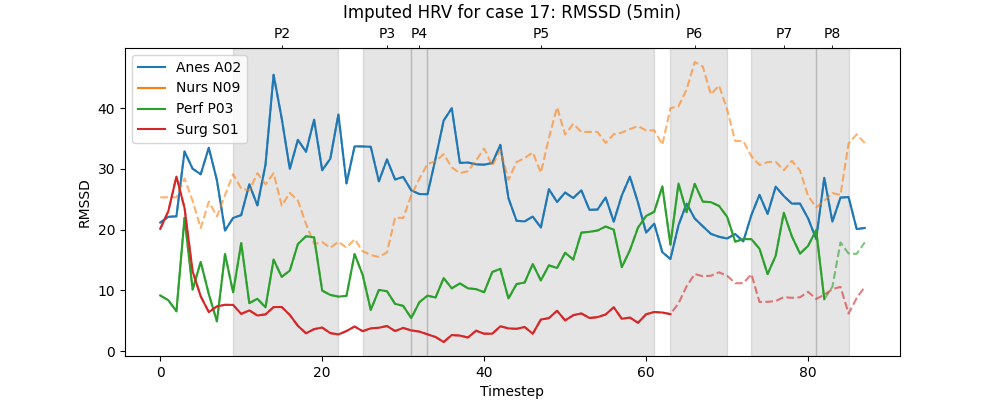 Imputed HRV for case 17: RMSSD (5min)
P2 P3 P4 P5 P6 P7 P8
Anes A02
Nurs N09
Perf P03
Surg S01
RMSSD
40
30
20
10
0
0 20 40 60 80
Timestep